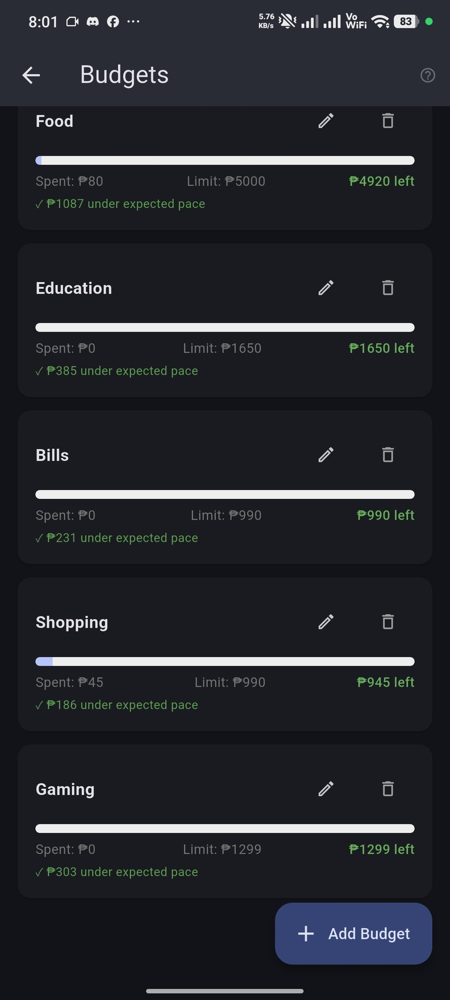 8:01 ... 5.76 KB/s Vo WiFi 83
Budgets
Food
Spent: ₱80 Limit: ₱5000 ₱4920 left
✓ ₱1087 under expected pace
Education
Spent: ₱0 Limit: ₱1650 ₱1650 left
✓ ₱385 under expected pace
Bills
Spent: ₱0 Limit: ₱990 ₱990 left
✓ ₱231 under expected pace
Shopping
Spent: ₱45 Limit: ₱990 ₱945 left
✓ ₱186 under expected pace
Gaming
Spent: ₱0 Limit: ₱1299 ₱1299 left
✓ ₱303 under expected pace
+ Add Budget